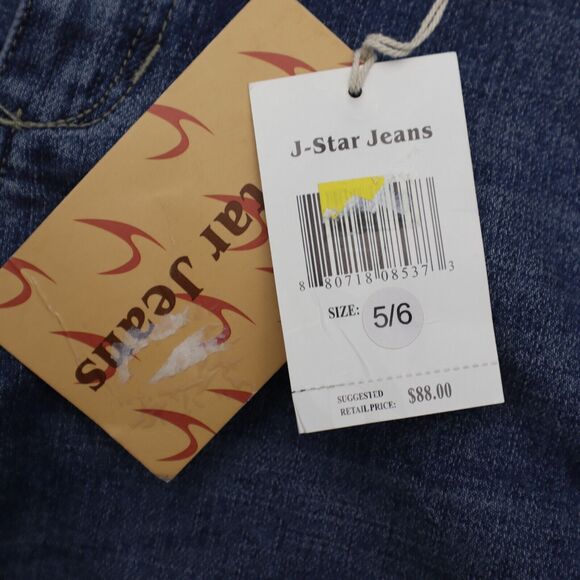 J-Star Jeans
8 80718 08537 3
SIZE: 5/6
SUGGESTED
RETAIL PRICE: $88.00
tar Jeans